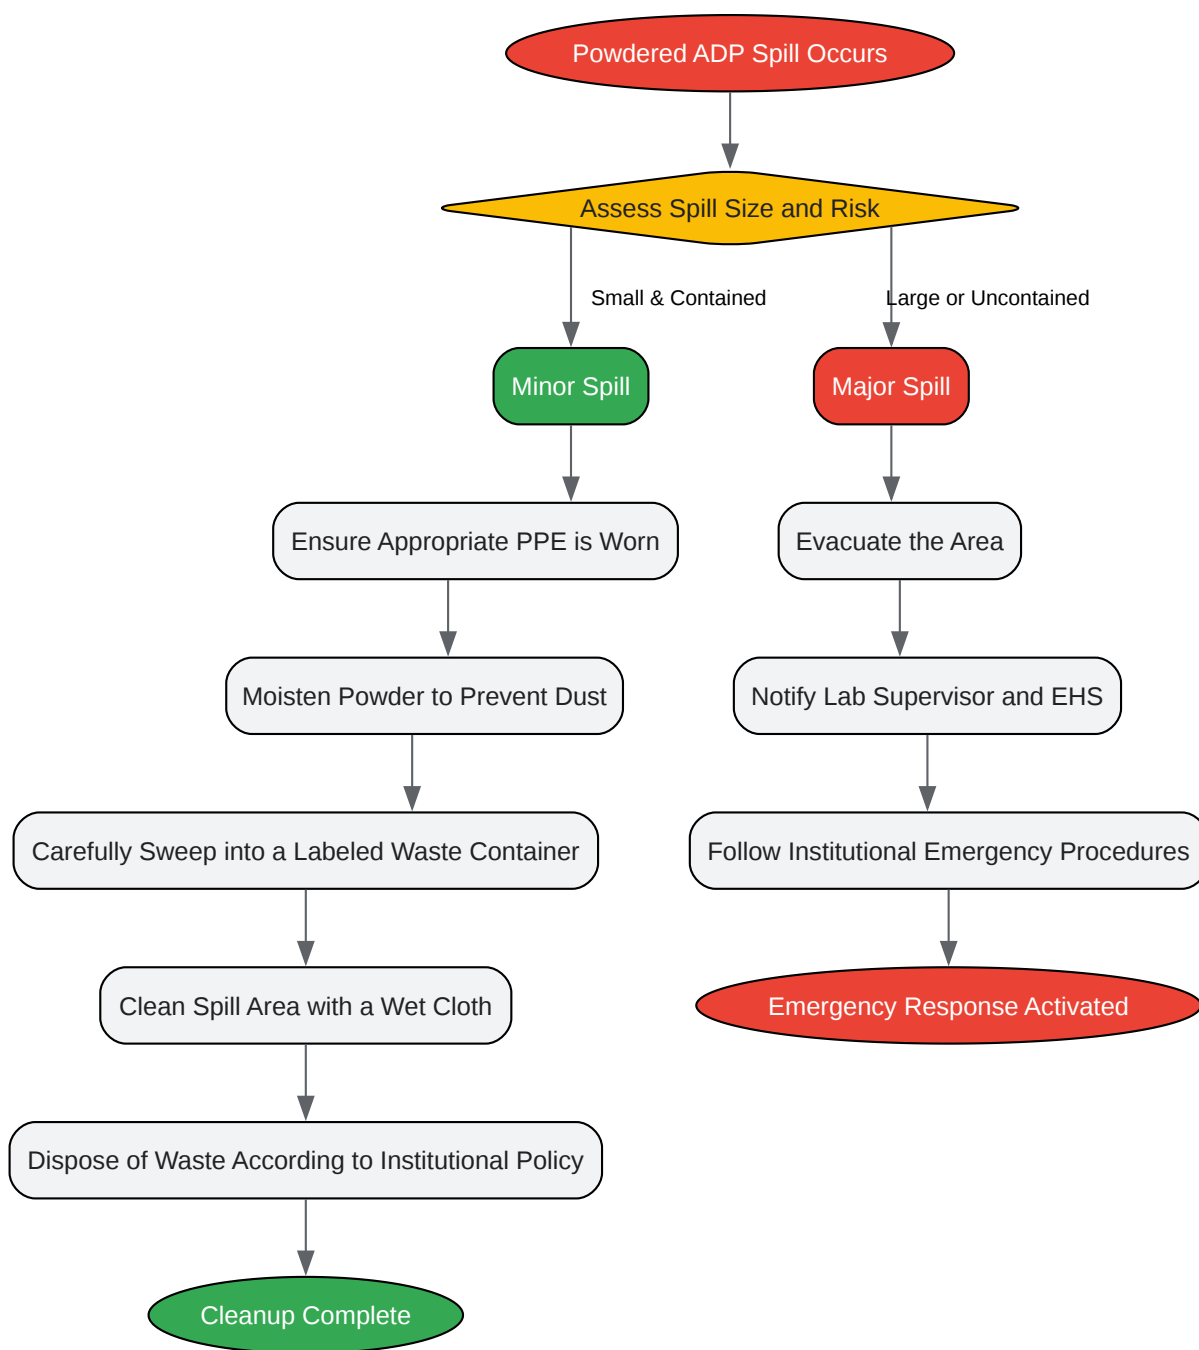 Powdered ADP Spill Occurs
Assess Spill Size and Risk
Small & Contained
Large or Uncontained
Minor Spill
Major Spill
Ensure Appropriate PPE is Worn
Evacuate the Area
Moisten Powder to Prevent Dust
Notify Lab Supervisor and EHS
Carefully Sweep into a Labeled Waste Container
Follow Institutional Emergency Procedures
Clean Spill Area with a Wet Cloth
Emergency Response Activated
Dispose of Waste According to Institutional Policy
Cleanup Complete